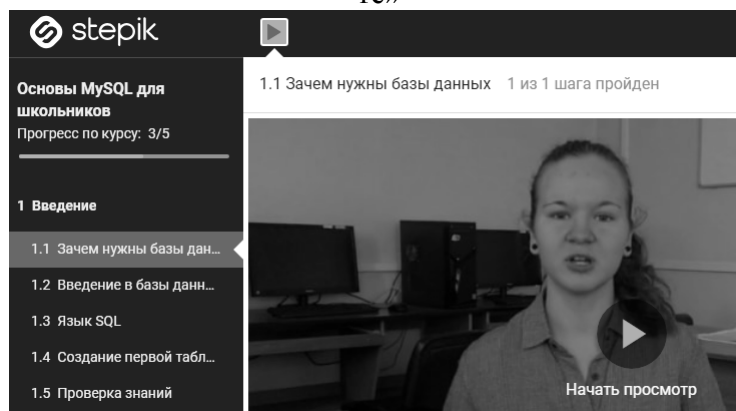 те»
stepik
Основы MySQL для
школьников
Прогресс по курсу: 3/5
1 Введение
1.1 Зачем нужны базы дан...
1.2 Введение в базы данн...
1.3 Язык SQL
1.4 Создание первой табл...
1.5 Проверка знаний
1.1 Зачем нужны базы данных 1 из 1 шага пройден
Начать просмотр